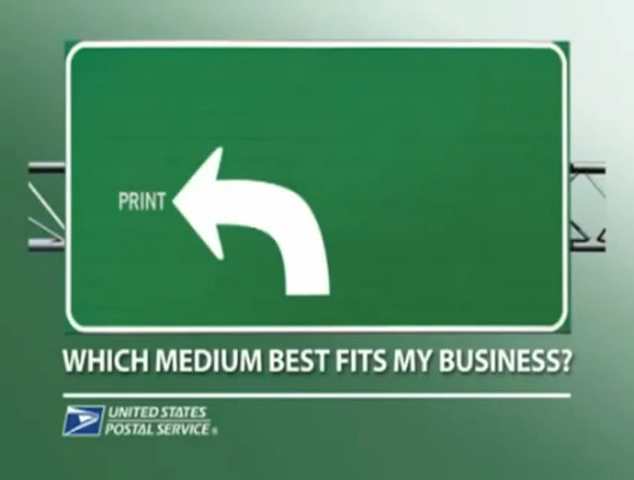 PRINT
WHICH MEDIUM BEST FITS MY BUSINESS?
UNITED STATES
POSTAL SERVICE®